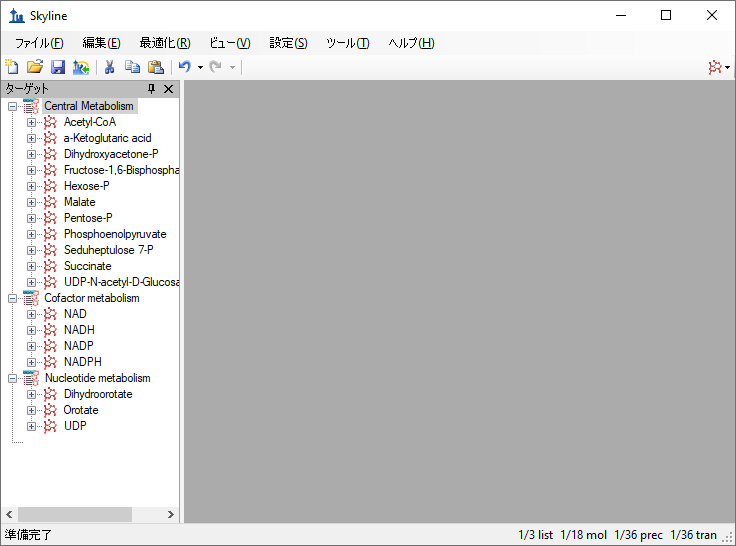 Skyline
ファイル(F) 編集(E) 最適化(R) ビュー(V) 設定(S) ツール(T) ヘルプ(H)
ターゲット
Central Metabolism
Acetyl-CoA
a-Ketoglutaric acid
Dihydroxyacetone-P
Fructose-1,6-Bisphospha
Hexose-P
Malate
Pentose-P
Phosphoenolpyruvate
Seduheptulose 7-P
Succinate
UDP-N-acetyl-D-Glucosa
Cofactor metabolism
NAD
NADH
NADP
NADPH
Nucleotide metabolism
Dihydroorotate
Orotate
UDP
準備完了 1/3 list 1/18 mol 1/36 prec 1/36 tran